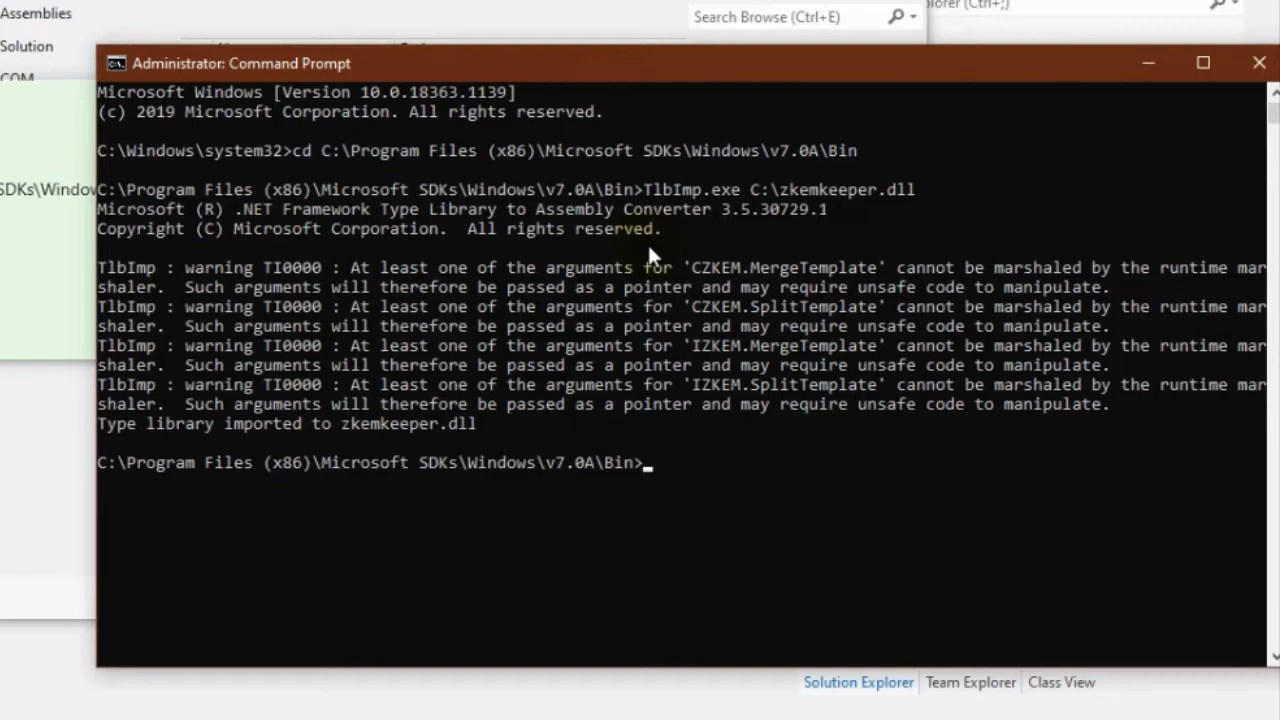 Assemblies
Search Browse (Ctrl+E)
lorer (Ctrl+;)
Solution
COM
Administrator: Command Prompt
Microsoft Windows [Version 10.0.18363.1139]
(c) 2019 Microsoft Corporation. All rights reserved.
C:\Windows\system32>cd C:\Program Files (x86)\Microsoft SDKs\Windows\v7.0A\Bin
SDKs\Window
C:\Program Files (x86)\Microsoft SDKs\Windows\v7.0A\Bin>TlbImp.exe C:\zkemkeeper.dll
Microsoft (R) .NET Framework Type Library to Assembly Converter 3.5.30729.1
Copyright (C) Microsoft Corporation.  All rights reserved.
TlbImp : warning TI0000 : At least one of the arguments for 'CZKEM.MergeTemplate' cannot be marshaled by the runtime mar
shaler.  Such arguments will therefore be passed as a pointer and may require unsafe code to manipulate.
TlbImp : warning TI0000 : At least one of the arguments for 'CZKEM.SplitTemplate' cannot be marshaled by the runtime mar
shaler.  Such arguments will therefore be passed as a pointer and may require unsafe code to manipulate.
TlbImp : warning TI0000 : At least one of the arguments for 'IZKEM.MergeTemplate' cannot be marshaled by the runtime mar
shaler.  Such arguments will therefore be passed as a pointer and may require unsafe code to manipulate.
TlbImp : warning TI0000 : At least one of the arguments for 'IZKEM.SplitTemplate' cannot be marshaled by the runtime mar
shaler.  Such arguments will therefore be passed as a pointer and may require unsafe code to manipulate.
Type library imported to zkemkeeper.dll
C:\Program Files (x86)\Microsoft SDKs\Windows\v7.0A\Bin>
Solution Explorer Team Explorer Class View